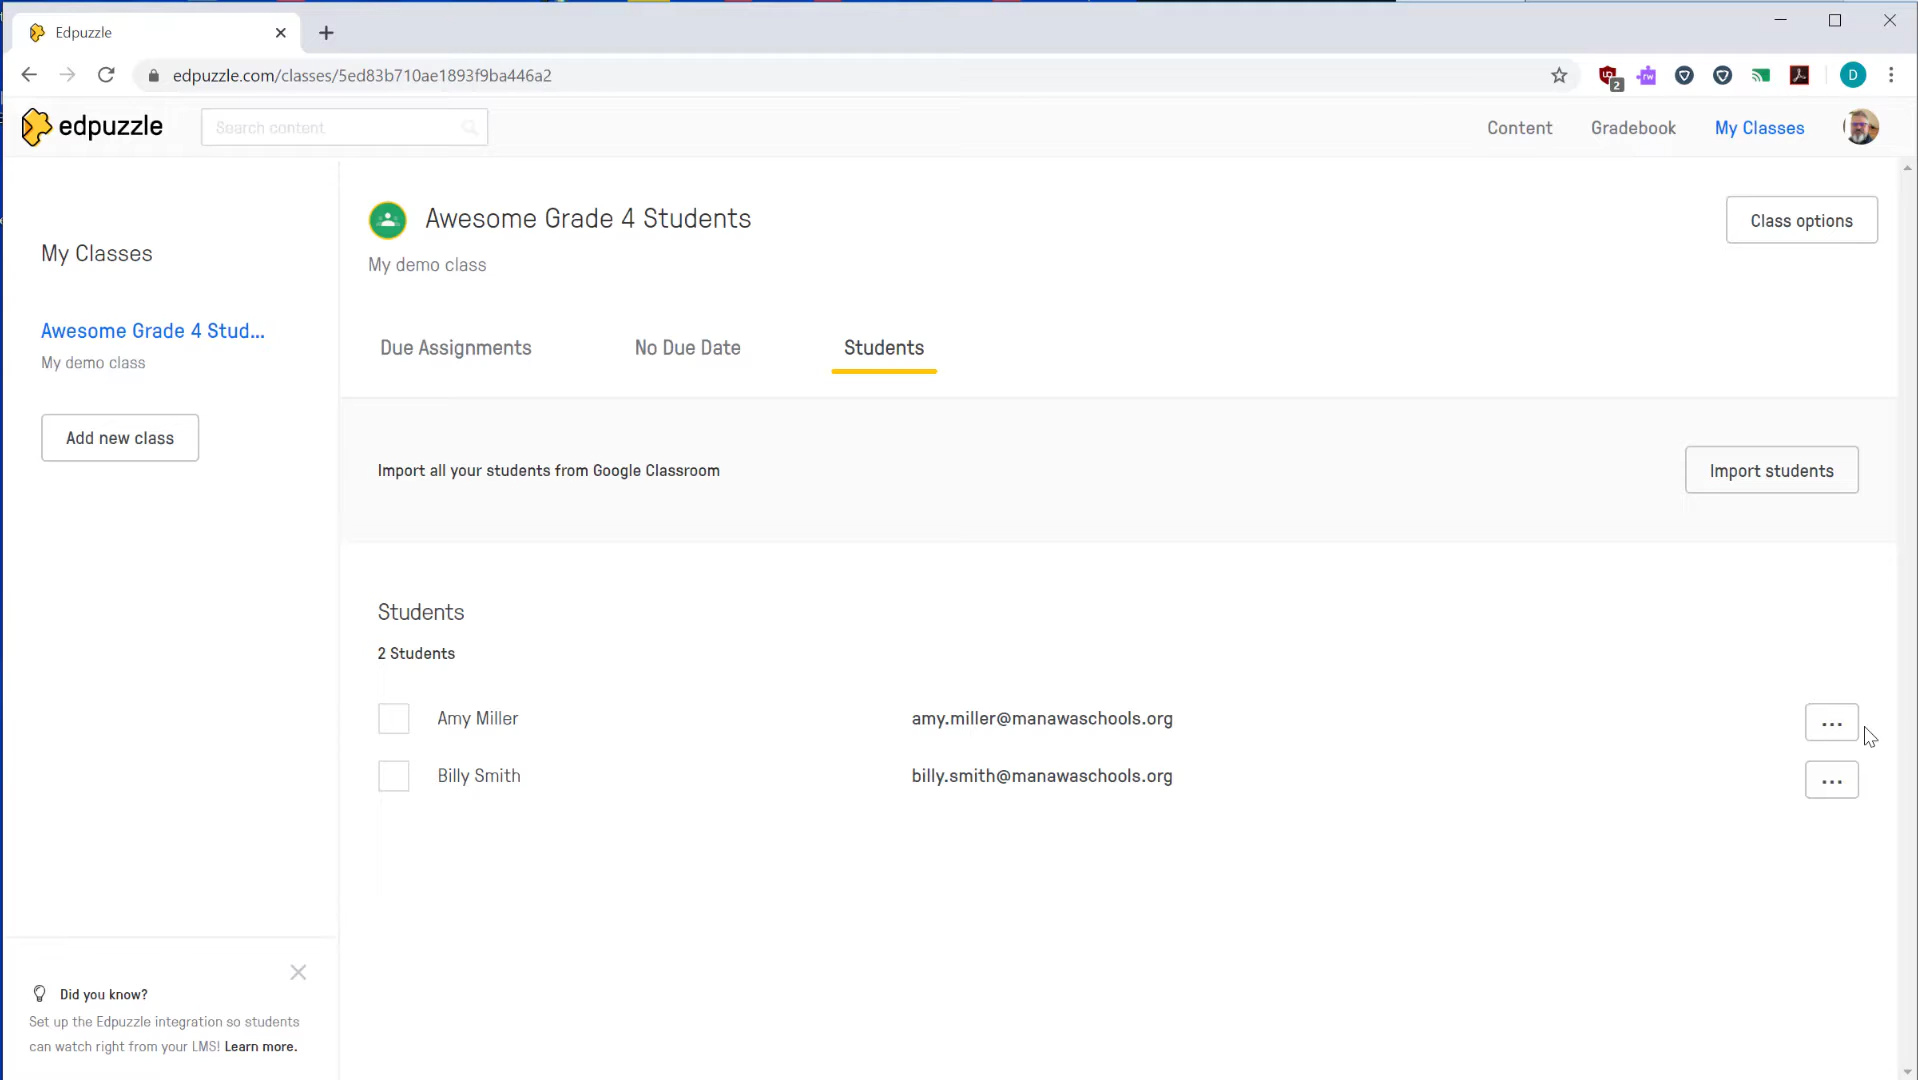 Edpuzzle
edpuzzle.com/classes/5ed83b710ae1893f9ba446a2
2
rw
D
edpuzzle
Search content
Content
Gradebook
My Classes
My Classes
Awesome Grade 4 Stud...
My demo class
Add new class
Awesome Grade 4 Students
My demo class
Class options
Due Assignments
No Due Date
Students
Import all your students from Google Classroom
Import students
Students
2 Students
Amy Miller
amy.miller@manawaschools.org
...
Billy Smith
billy.smith@manawaschools.org
...
Did you know?
Set up the Edpuzzle integration so students
can watch right from your LMS! Learn more.